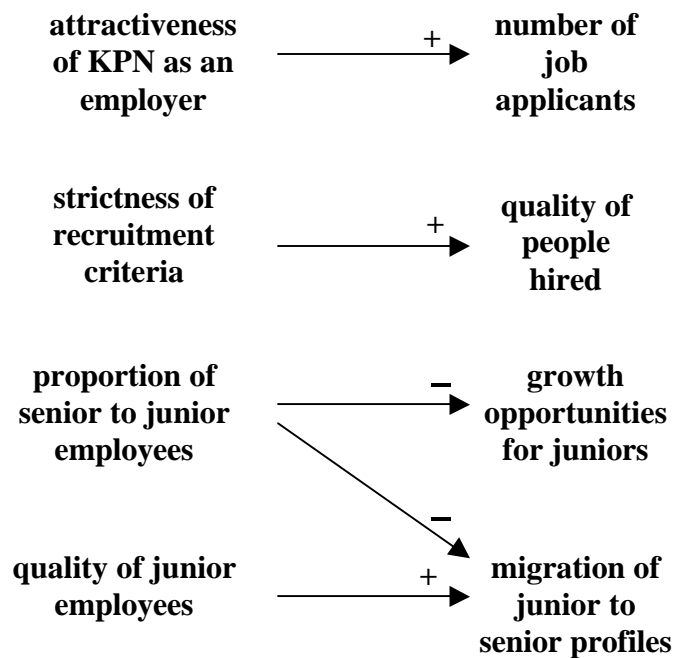 attractiveness
of KPN as an
employer
+
number of
job
applicants
strictness of
recruitment
criteria
+
quality of
people
hired
proportion of
senior to junior
employees
−
growth
opportunities
for juniors
−
quality of junior
employees
+
migration of
junior to
senior profiles